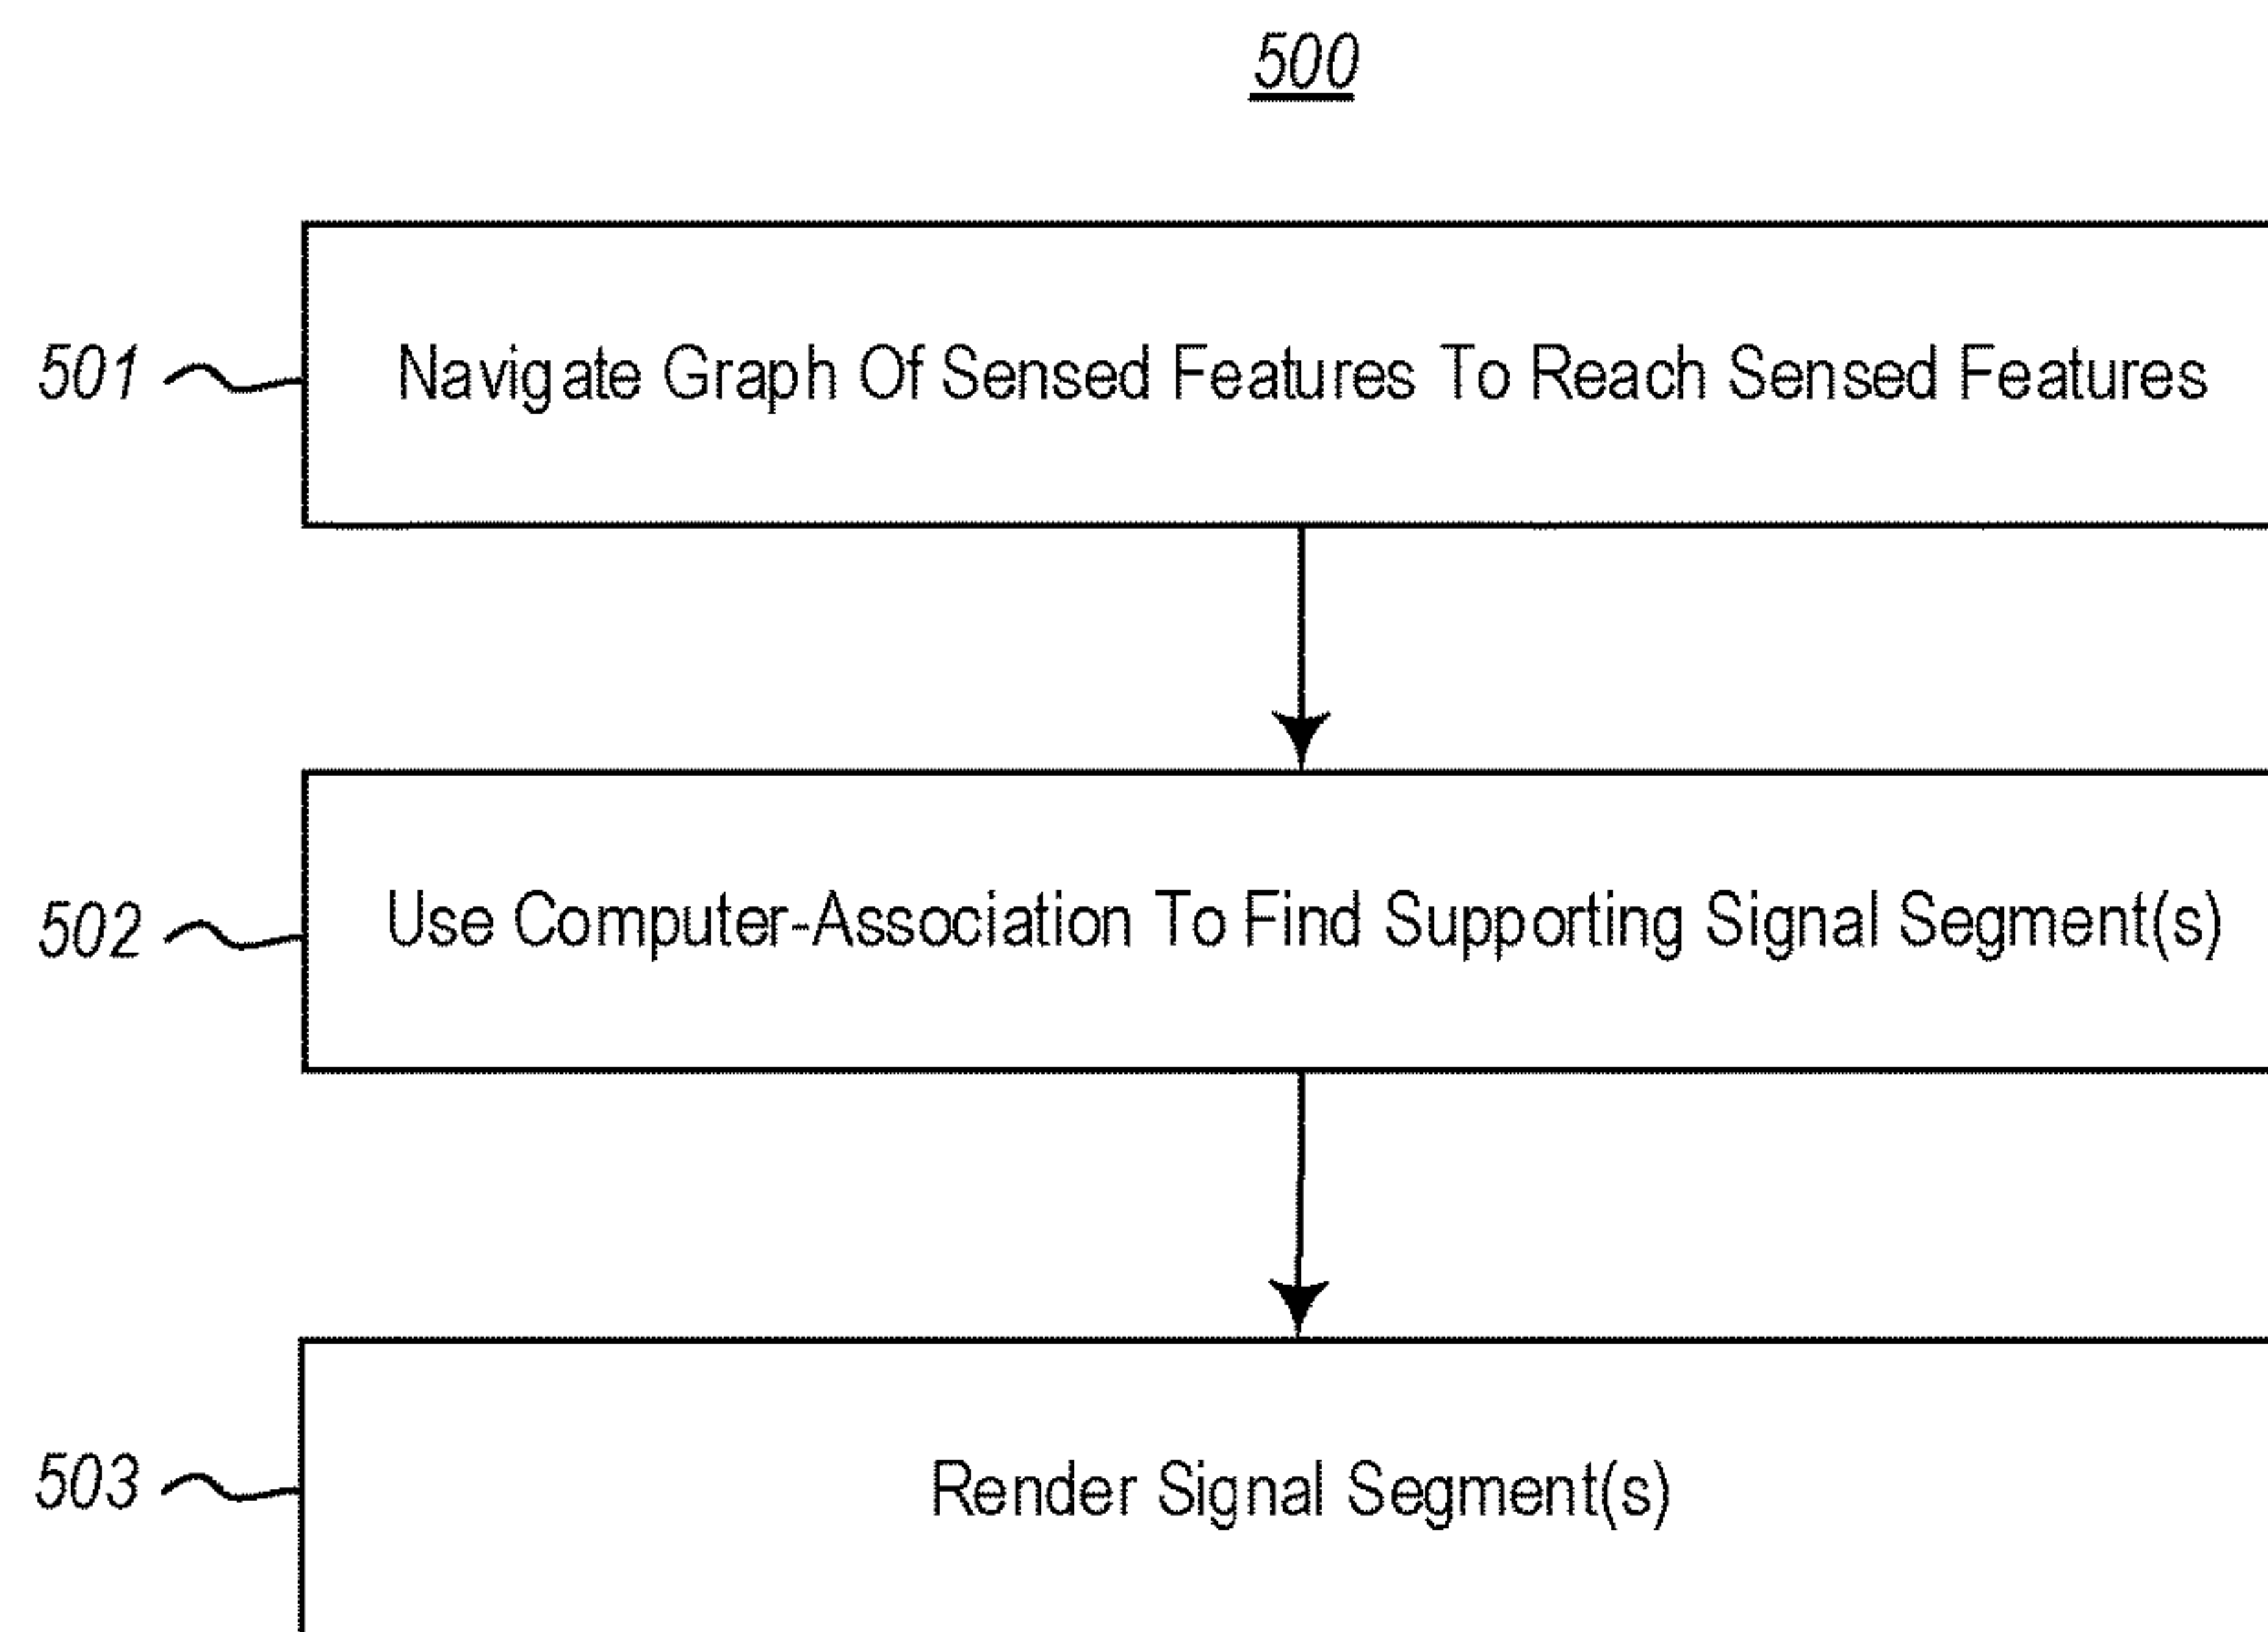 500
501 Navigate Graph Of Sensed Features To Reach Sensed Features
502 Use Computer-Association To Find Supporting Signal Segment(s)
503 Render Signal Segment(s)